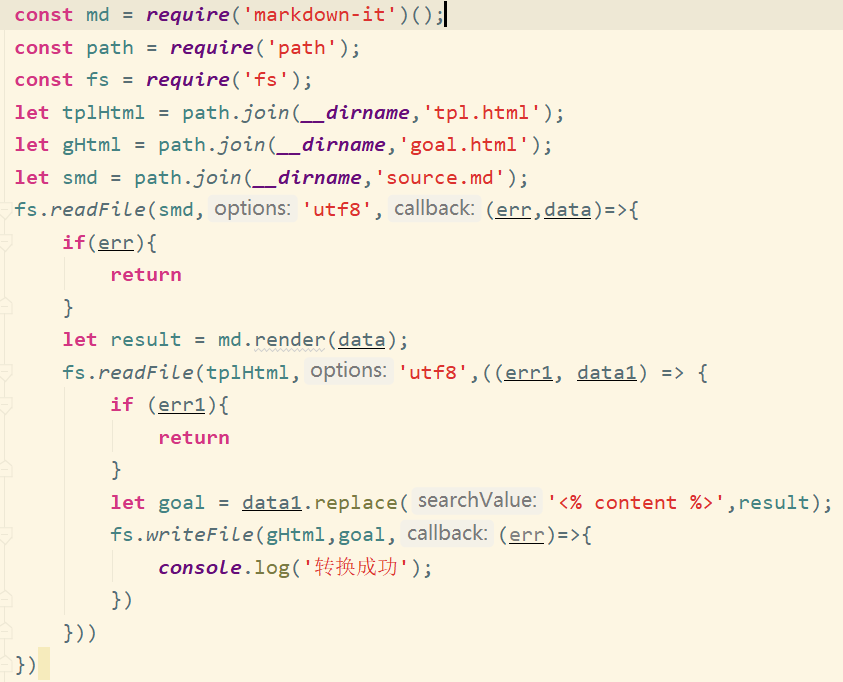 const md = require('markdown-it')();
const path = require('path');
const fs = require('fs');
let tplHtml = path.join(__dirname,'tpl.html');
let gHtml = path.join(__dirname,'goal.html');
let smd = path.join(__dirname,'source.md');
fs.readFile(smd, options: 'utf8', callback: (err,data)=>{
    if(err){
        return
    }
    let result = md.render(data);
    fs.readFile(tplHtml, options: 'utf8',((err1, data1) => {
        if (err1){
            return
        }
        let goal = data1.replace( searchValue: '<% content %>',result);
        fs.writeFile(gHtml,goal, callback: (err)=>{
            console.log('转换成功');
        })
    }))
})